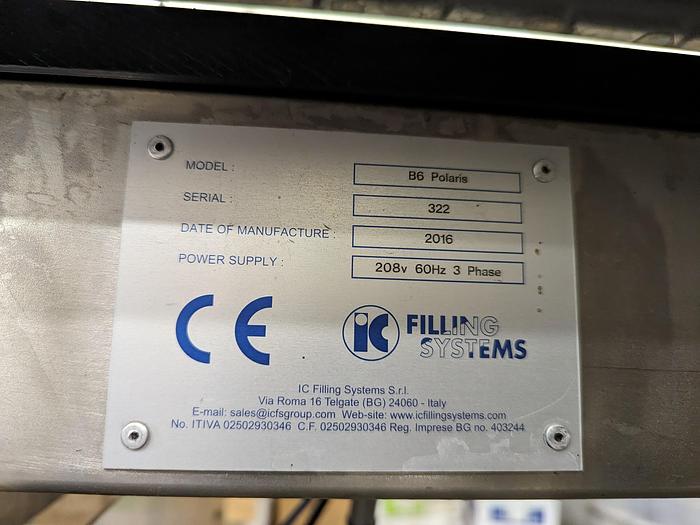 MODEL : B6 Polaris
SERIAL : 322
DATE OF MANUFACTURE : 2016
POWER SUPPLY : 208v 60Hz 3 Phase
CE
ic FILLING
SYSTEMS
IC Filling Systems S.r.l.
Via Roma 16 Telgate (BG) 24060 - Italy
E-mail: sales@icfsgroup.com Web-site: www.icfillingsystems.com
No. ITIVA 02502930346 C.F. 02502930346 Reg. Imprese BG no. 403244